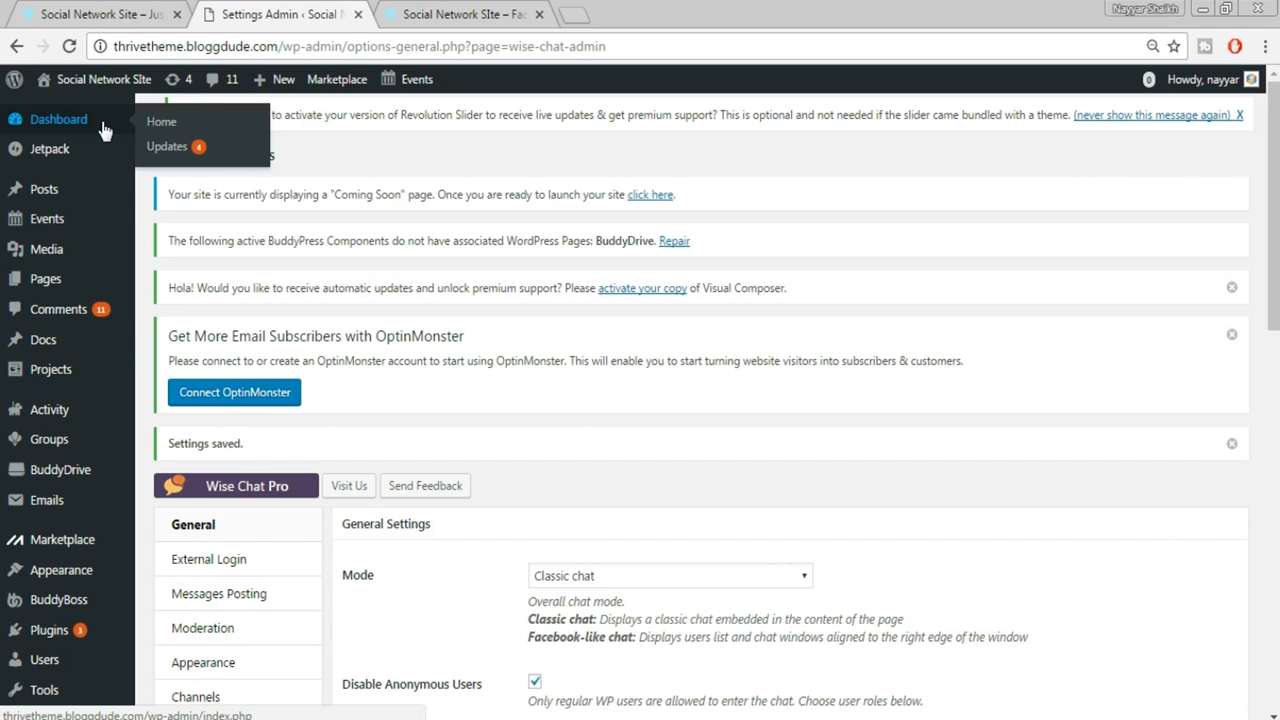 Social Network SIte – Jus
Settings Admin ‹ Social N
Social Network SIte – Fac
Nayyar Shaikh
thrivetheme.bloggdude.com/wp-admin/options-general.php?page=wise-chat-admin
Social Network SIte
4
11
New
Marketplace
Events
0
Howdy, nayyar
Dashboard
Home
Updates 4
to activate your version of Revolution Slider to receive live updates & get premium support? This is optional and not needed if the slider came bundled with a theme. (never show this message again) X
Jetpack
Posts
Your site is currently displaying a "Coming Soon" page. Once you are ready to launch your site click here.
Events
The following active BuddyPress Components do not have associated WordPress Pages: BuddyDrive. Repair
Media
Pages
Hola! Would you like to receive automatic updates and unlock premium support? Please activate your copy of Visual Composer.
Comments 11
Get More Email Subscribers with OptinMonster
Docs
Please connect to or create an OptinMonster account to start using OptinMonster. This will enable you to start turning website visitors into subscribers & customers.
Projects
Connect OptinMonster
Activity
Groups
Settings saved.
BuddyDrive
Wise Chat Pro
Visit Us
Send Feedback
Emails
General
General Settings
Marketplace
External Login
Appearance
Mode
Classic chat
BuddyBoss
Messages Posting
Overall chat mode.
Classic chat: Displays a classic chat embedded in the content of the page
Plugins 3
Moderation
Facebook-like chat: Displays users list and chat windows aligned to the right edge of the window
Users
Appearance
Tools
Channels
Disable Anonymous Users
Only regular WP users are allowed to enter the chat. Choose user roles below.
thrivetheme.bloggdude.com/wp-admin/index.php